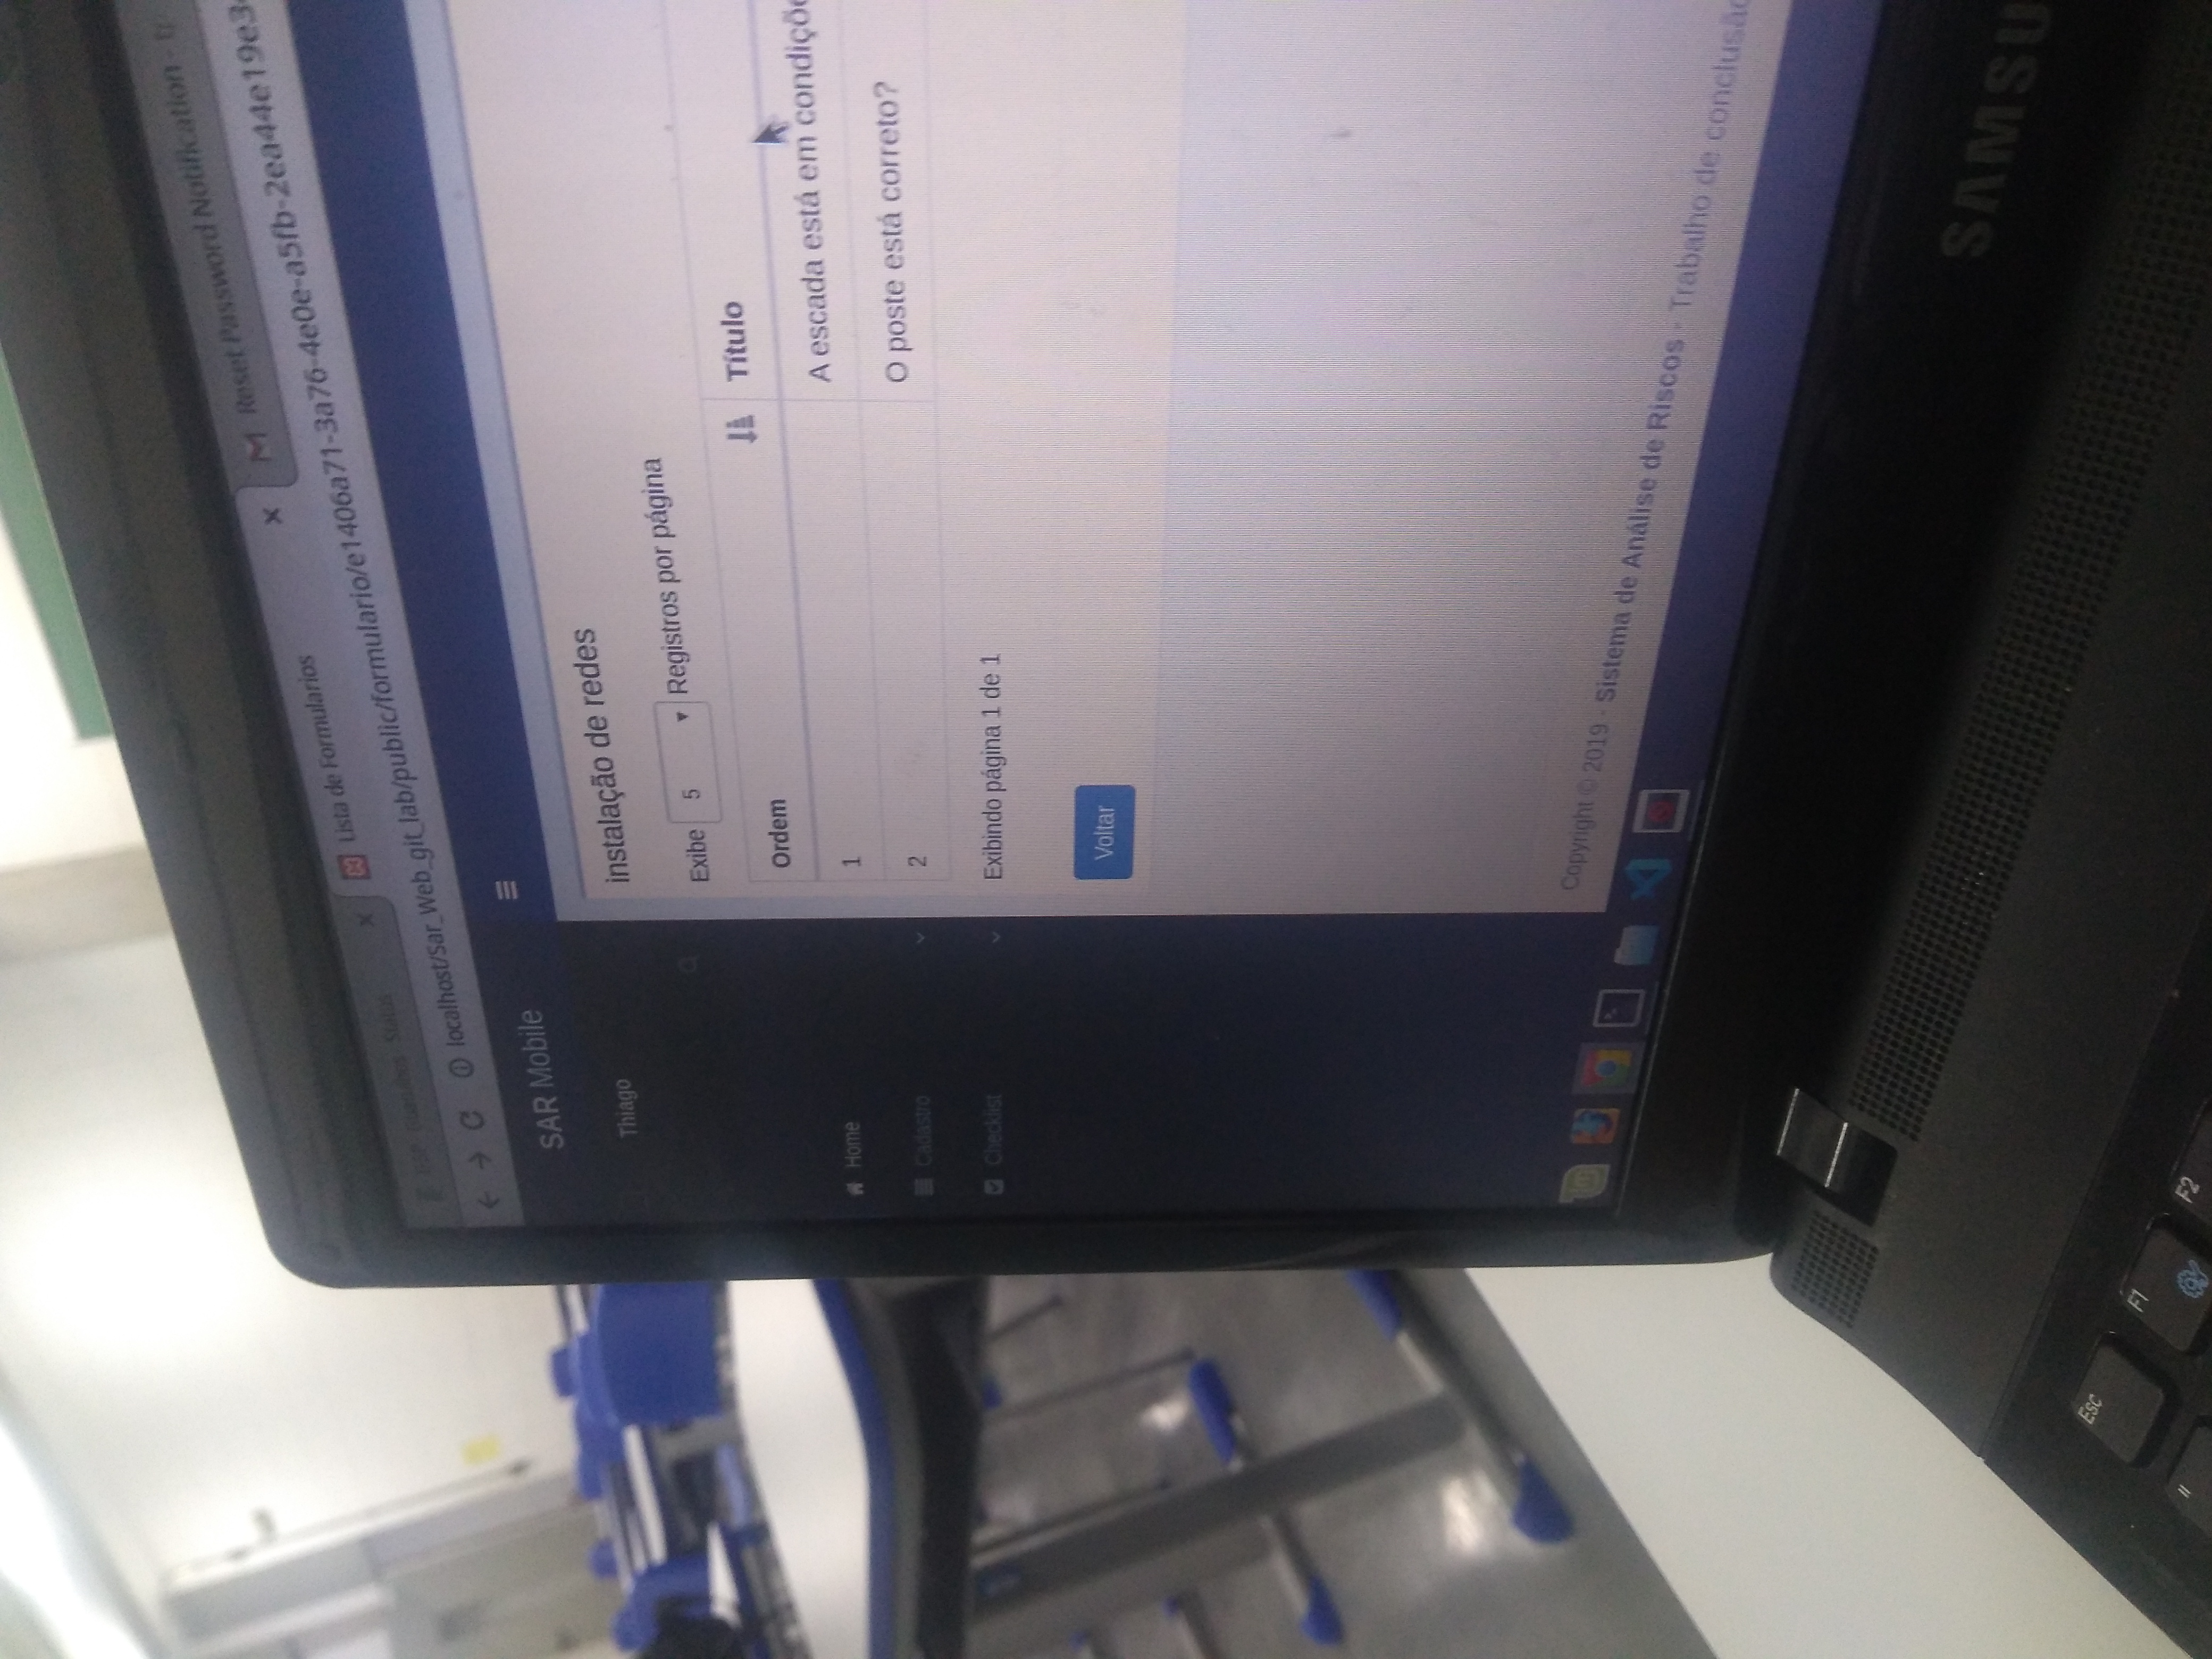 Reset Password Notification -
Lista de Formularios
Status
localhost/Sar_Web_git_lab/public/formulario/e1406a71-3a76-4e0e-a5fb-2ea44e19e3
SAR Mobile
Thiago
Home
Cadastro
Checklist
instalação de redes
Exibe 5 Registros por página
Ordem Título
1 A escada está em condiçõe
2 O poste está correto?
Exibindo página 1 de 1
Voltar
Copyright © 2019 - Sistema de Análise de Riscos - Trabalho de conclusão
SAMSU
Esc
F1
F2